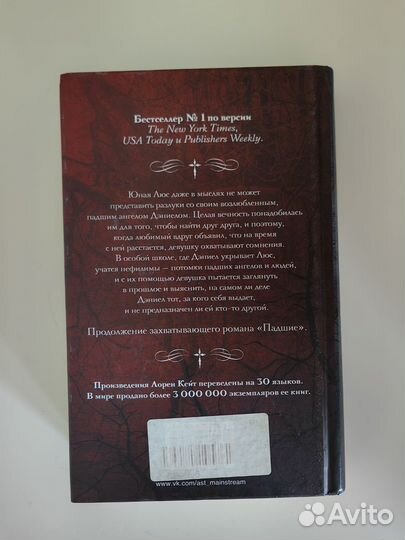 Бестселлер № 1 по версии
The New York Times,
USA Today и Publishers Weekly.
Юная Люс даже в мыслях не может
представить разлуки со своим возлюбленным,
падшим ангелом Дэниелом. Целая вечность понадобилась
им для того, чтобы найти друг друга, и поэтому,
когда любимый вдруг объявил, что на время
с ней расстается, девушку охватывают сомнения.
В особой школе, где Дэниел укрывает Люс,
учатся нефилимы — потомки падших ангелов и людей,
и с их помощью девушка пытается заглянуть
в прошлое и выяснить, на самом ли деле
Дэниел тот, за кого себя выдает,
и не предназначен ли ей кто-то другой.
Продолжение захватывающего романа «Падшие».
Произведения Лорен Кейт переведены на 30 языков.
В мире продано более 3 000 000 экземпляров ее книг.
www.vk.com/ast_mainstream
Avito